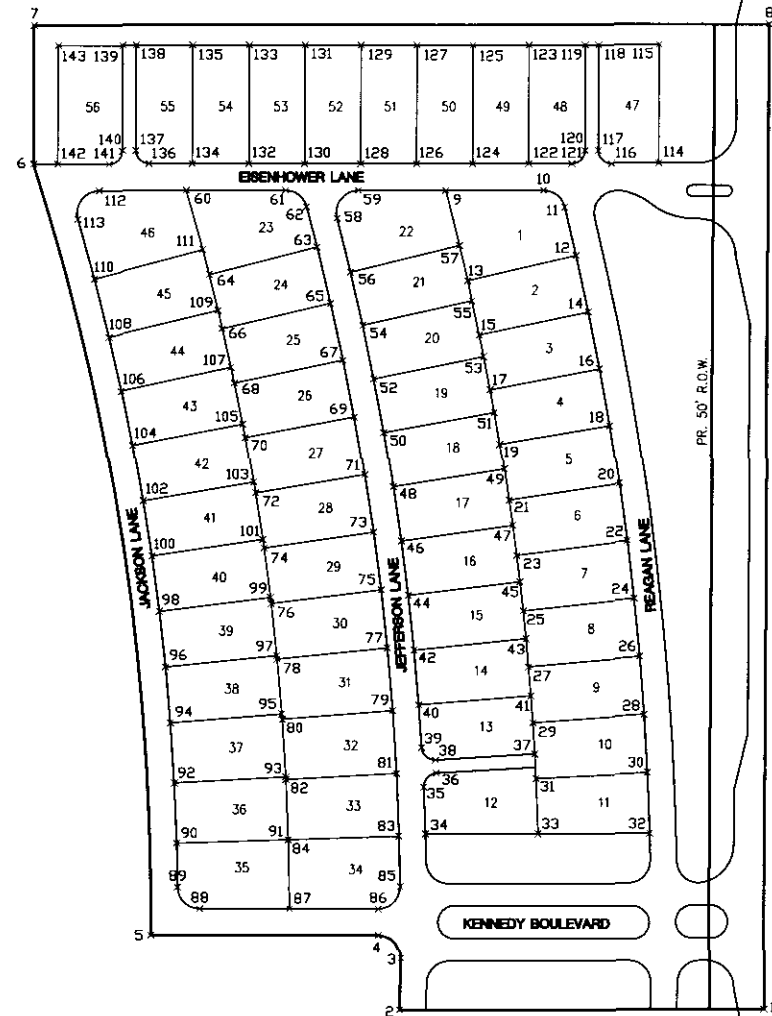 7 8
143 139 138 135 133 131 129 127 125 123 119 118 115
56 55 54 53 52 51 50 49 48 47
140 137 120 117
6 142 141 136 134 132 130 128 126 124 122 121 116 114
EISENHOWER LANE
112 60 61 59 9 10
113 62 58 11
46 23 22 1
111 63 57 12
110 64 56 13
45 24 21 2
109 65 55 14
108 66 54 15
44 25 20 3
107 67 53 16
106 68 52 17
43 26 19 4
105 69 51 18
104 70 50 19
42 27 18 5
103 71 49 20
102 72 48 21
41 28 17 6
101 73 47 22
100 74 46 23
40 29 16 7
99 75 45 24
98 76 44 25
39 30 15 8
97 77 43 26
96 78 42 27
38 31 14 9
95 79 41 28
94 80 40 29
37 32 13 10
39 38 37
93 81 36 30
92 82 35 31
36 33 12 11
91 83 34 33 32
90 84
35 34
89 85
88 87 86
JACKSON LANE
JEFFERSON LANE
REAGAN LANE
PR. 50' R.O.W.
KENNEDY BOULEVARD
5 4
3
2 1